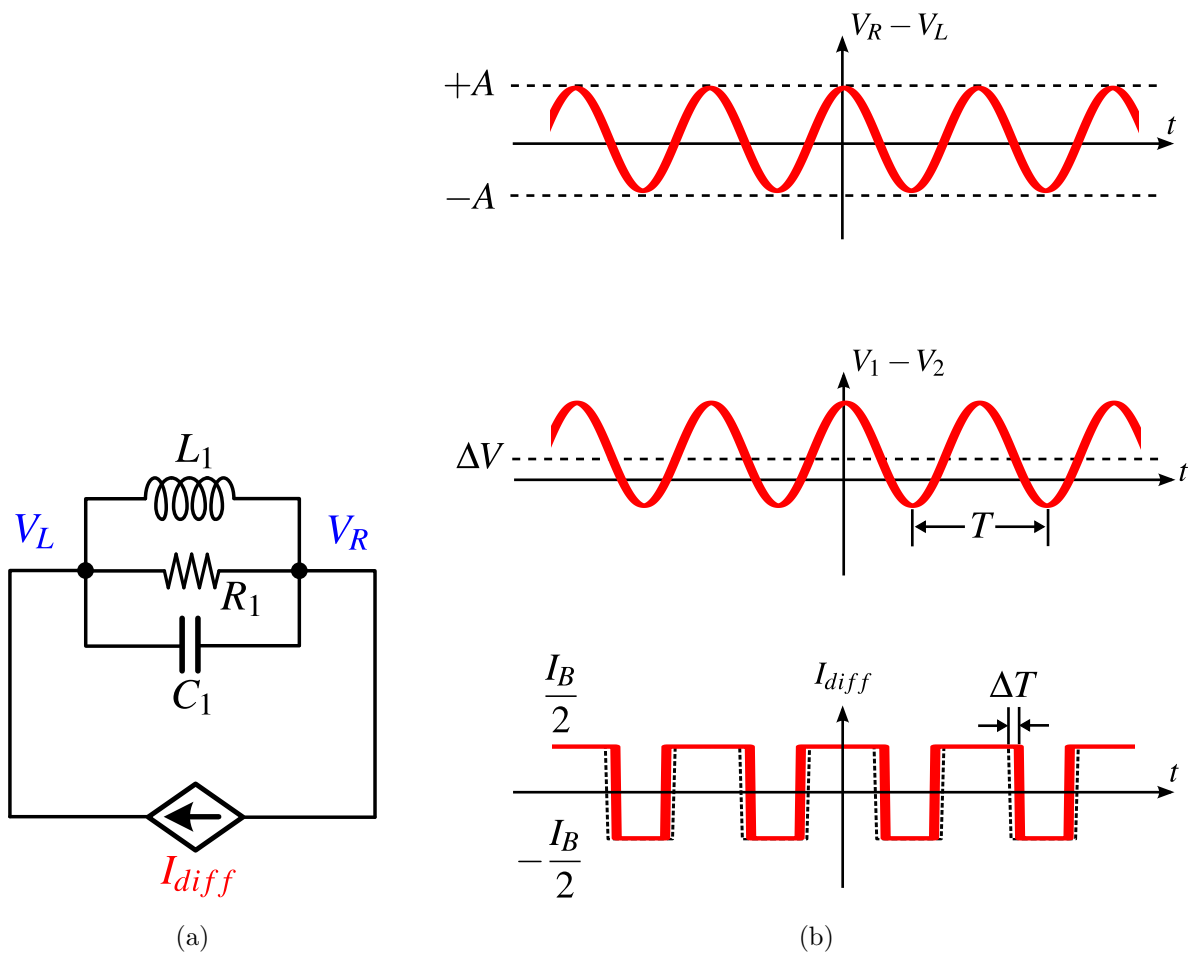 V_R − V_L
+A
t
−A
V_1 − V_2
ΔV
t
T
L_1
V_L
V_R
R_1
C_1
I_diff
(a)
I_B/2
I_diff
ΔT
t
−I_B/2
(b)